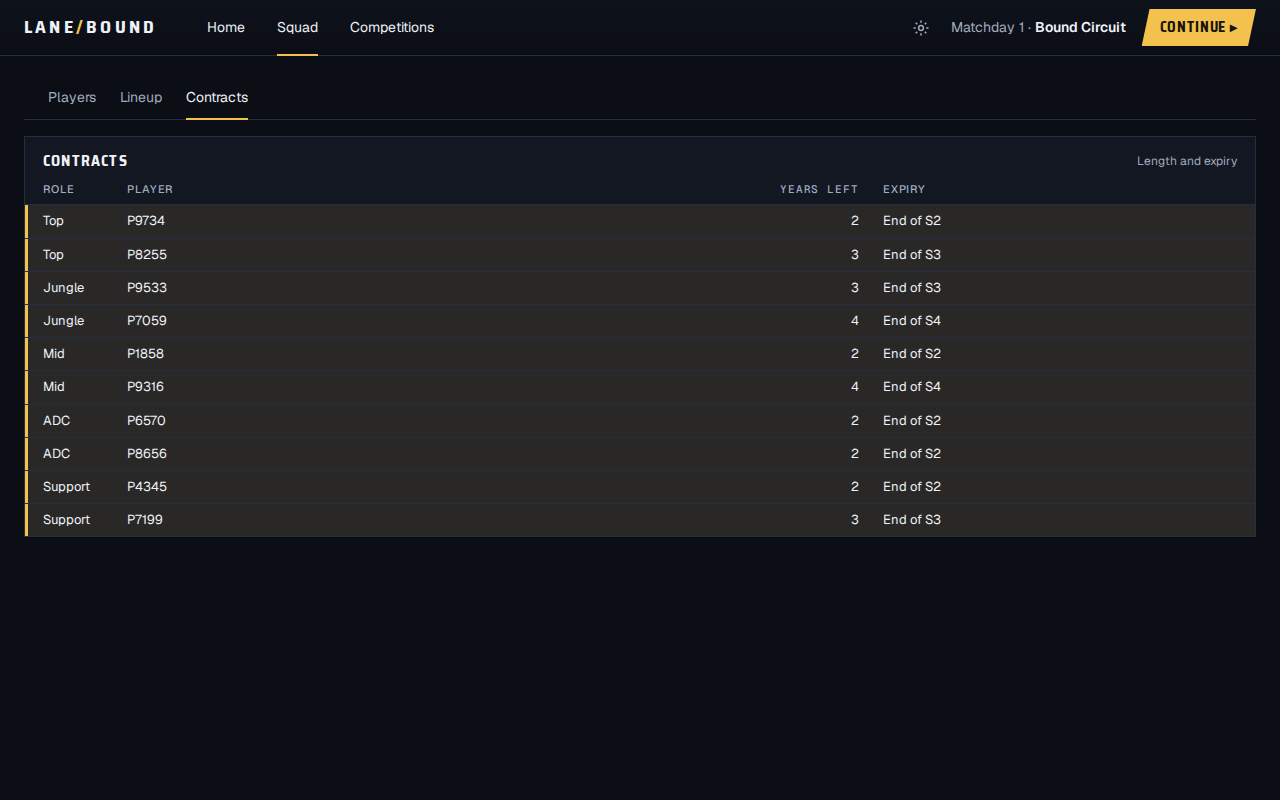 LANE/BOUND Home Squad Competitions Matchday 1 · Bound Circuit CONTINUE ▸
Players Lineup Contracts
CONTRACTS Length and expiry
ROLE PLAYER YEARS LEFT EXPIRY
Top P9734 2 End of S2
Top P8255 3 End of S3
Jungle P9533 3 End of S3
Jungle P7059 4 End of S4
Mid P1858 2 End of S2
Mid P9316 4 End of S4
ADC P6570 2 End of S2
ADC P8656 2 End of S2
Support P4345 2 End of S2
Support P7199 3 End of S3